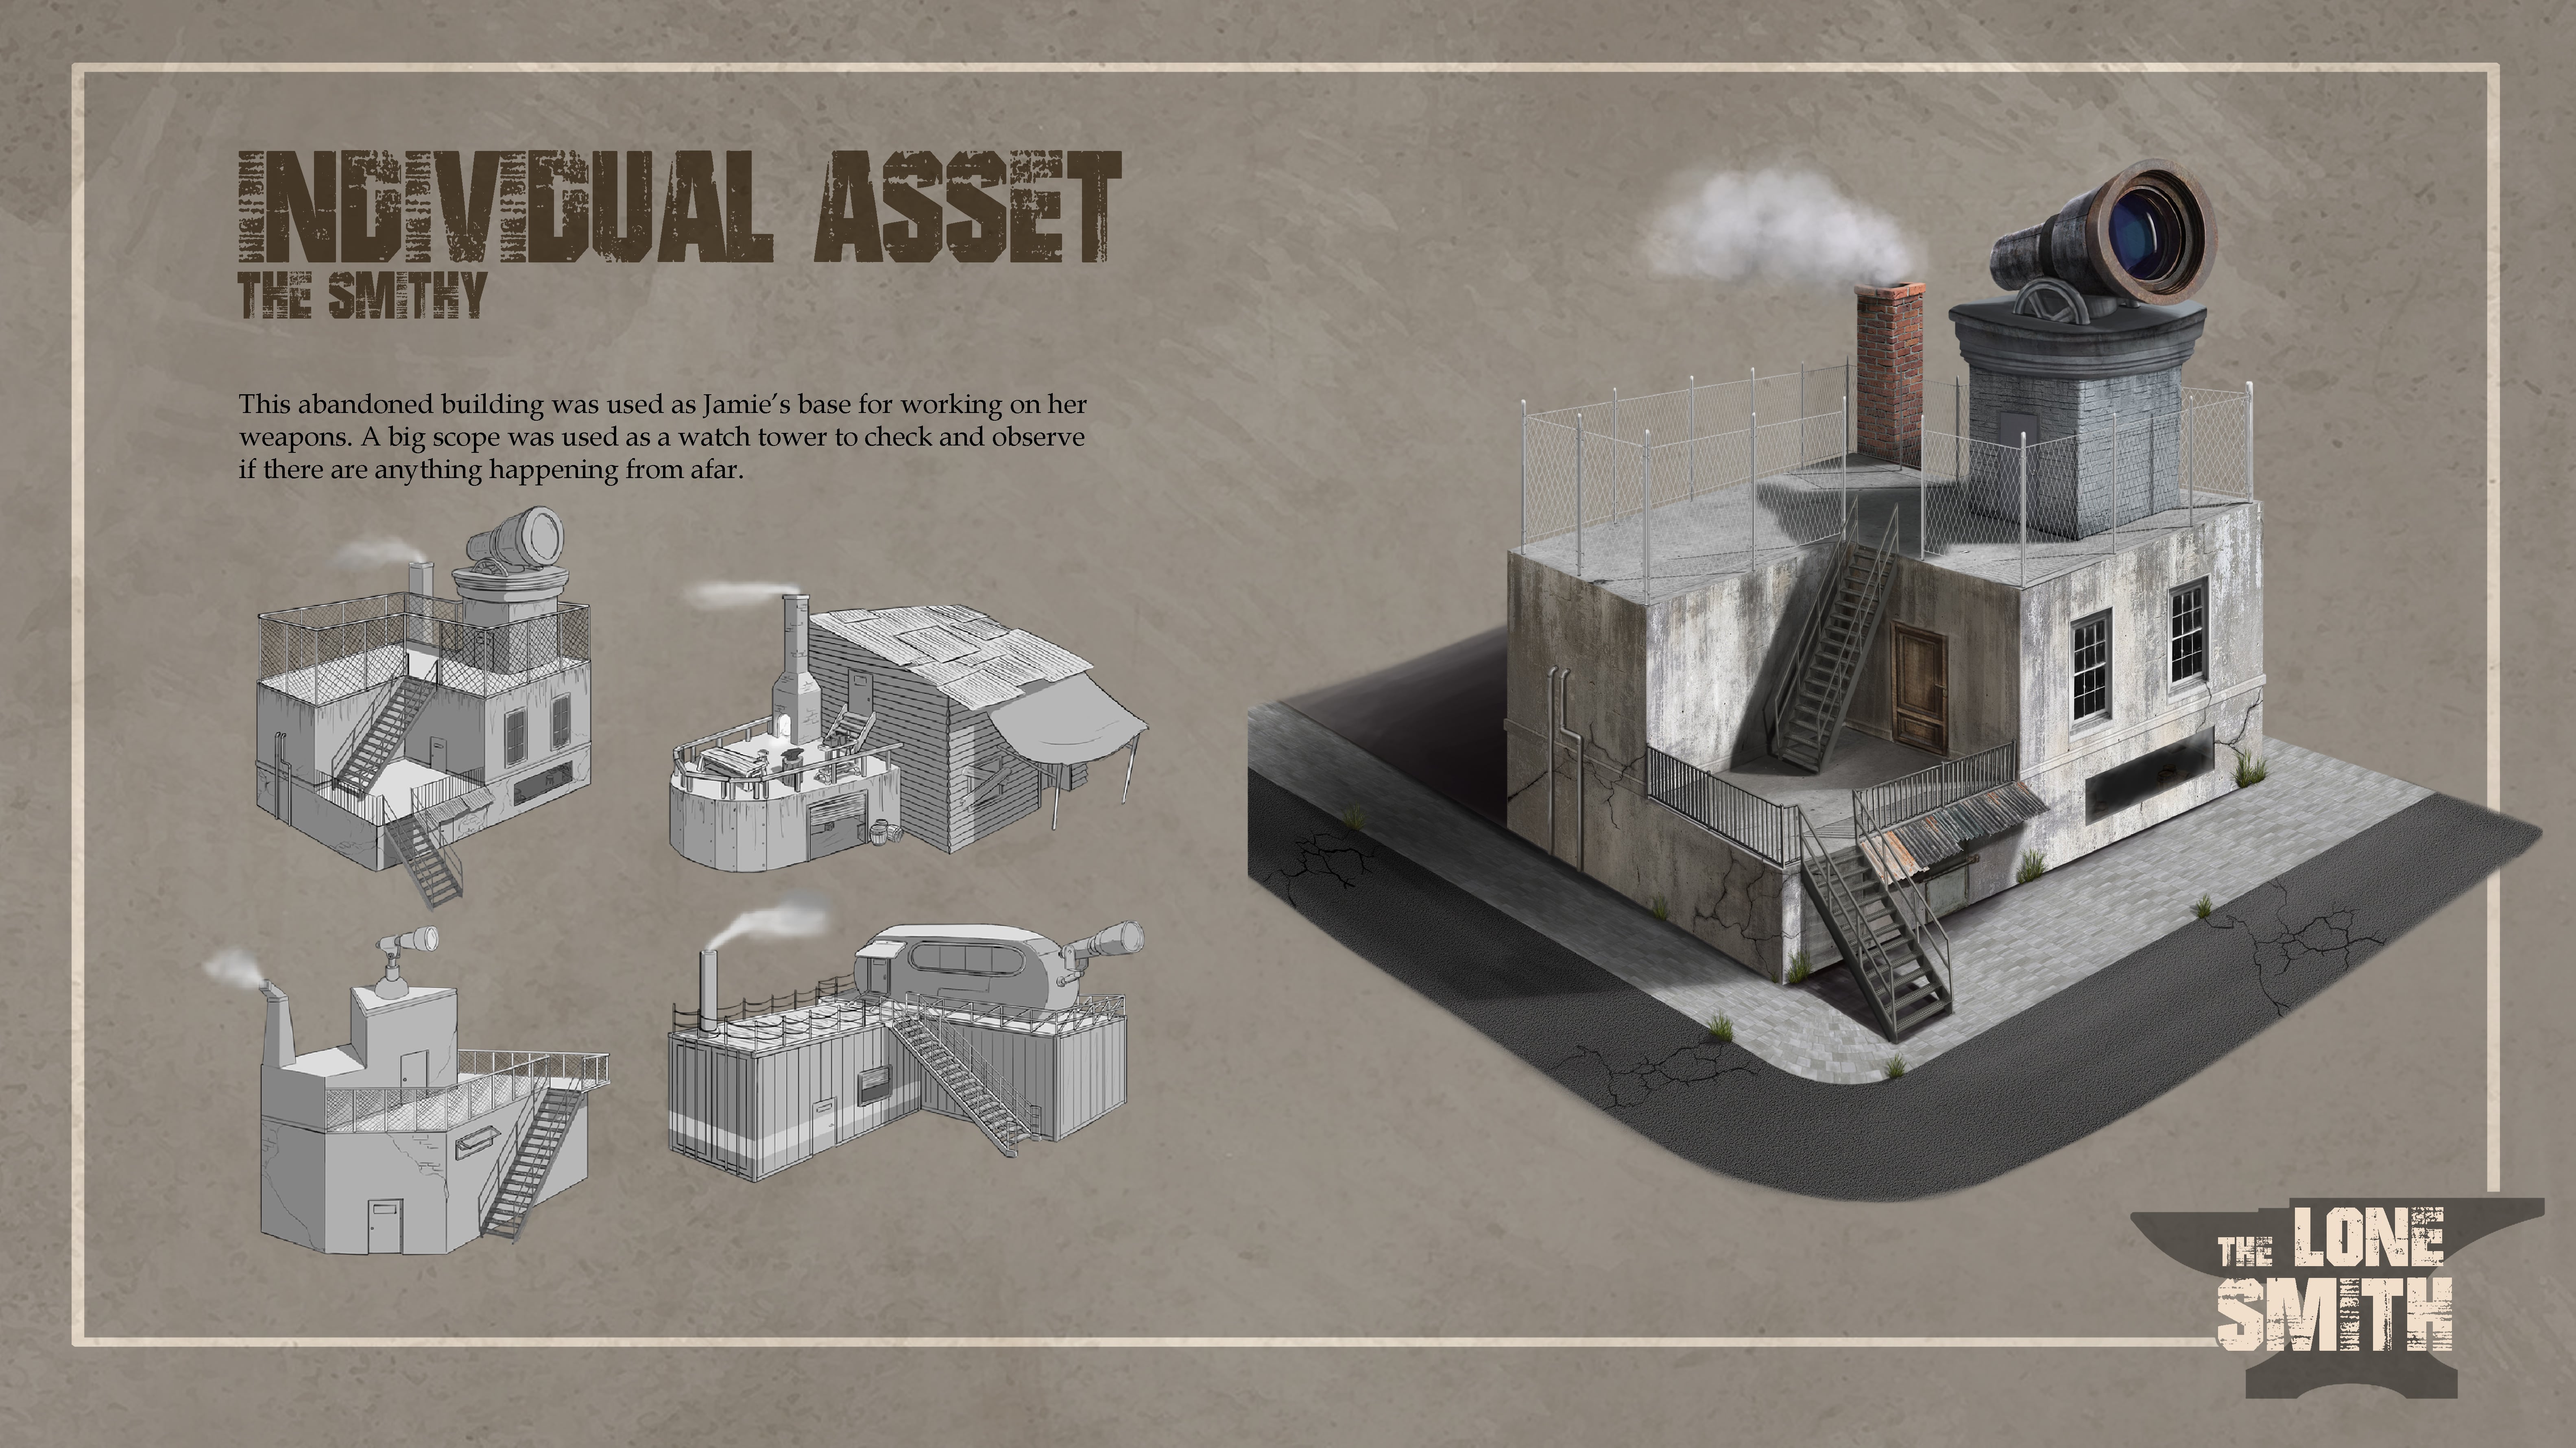 INDIVIDUAL ASSET
THE SMITHY
This abandoned building was used as Jamie's base for working on her
weapons. A big scope was used as a watch tower to check and observe
if there are anything happening from afar.
THE LONE
SMITH